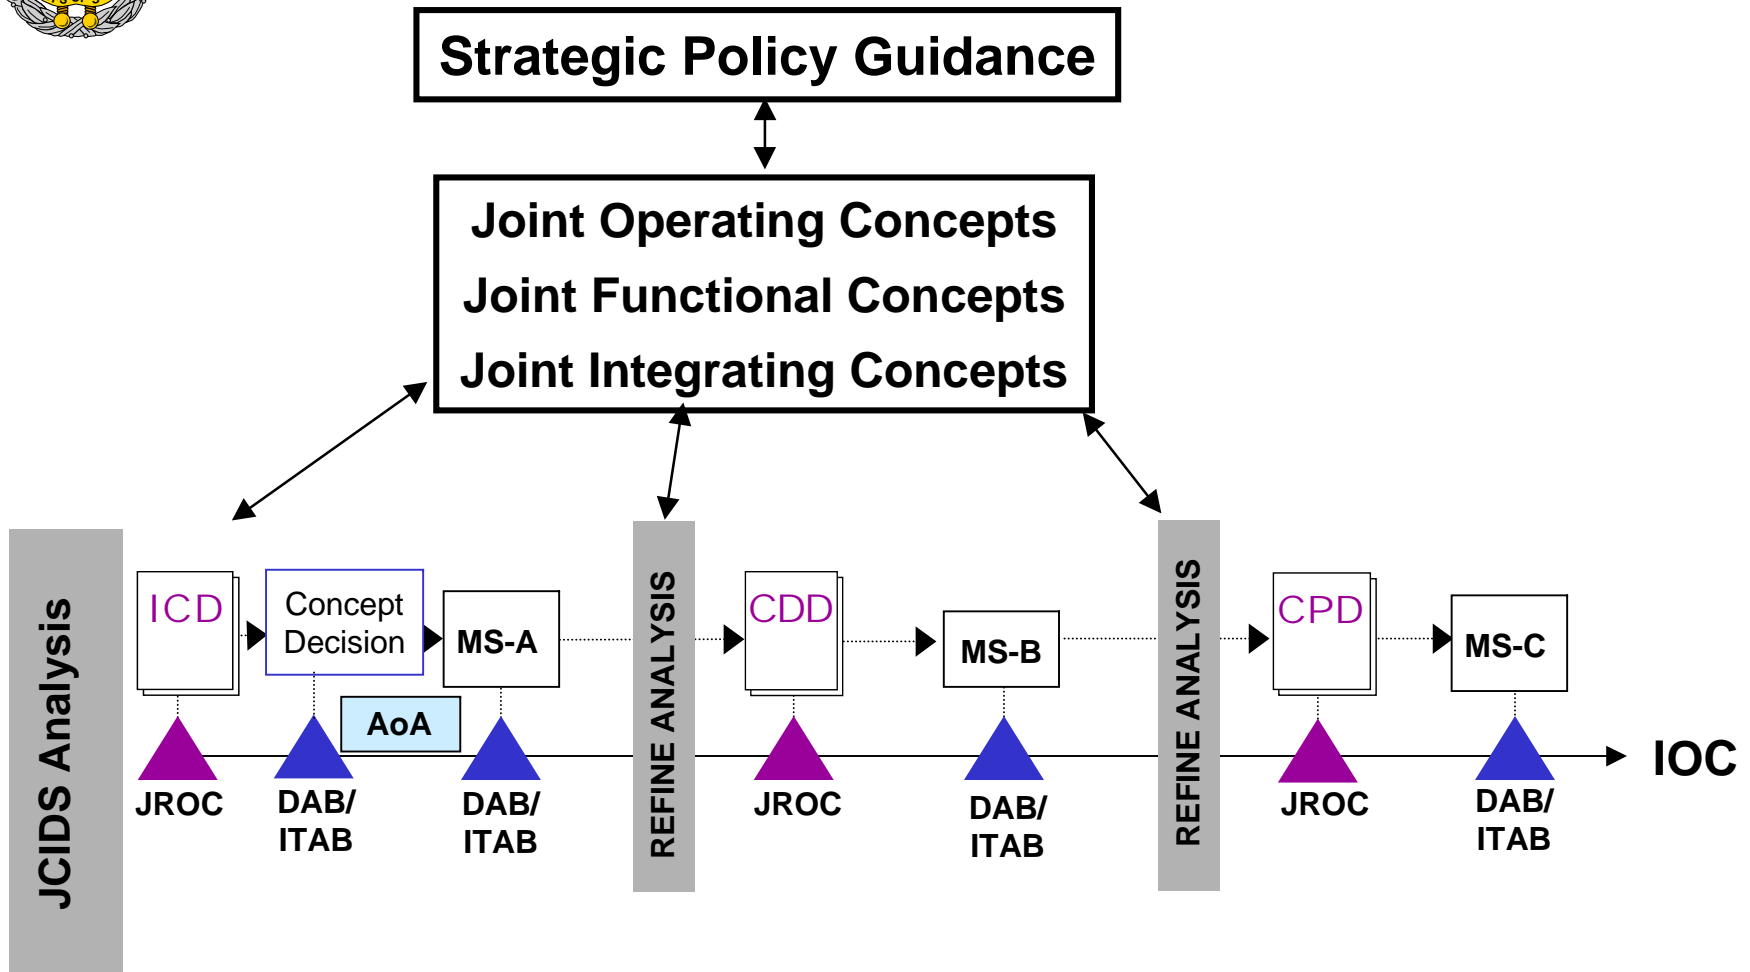 Strategic Policy Guidance
Joint Operating Concepts
Joint Functional Concepts
Joint Integrating Concepts
JCIDS Analysis
ICD
Concept
Decision
MS-A
AoA
REFINE ANALYSIS
CDD
MS-B
REFINE ANALYSIS
CPD
MS-C
IOC
JROC
DAB/
ITAB
DAB/
ITAB
JROC
DAB/
ITAB
JROC
DAB/
ITAB